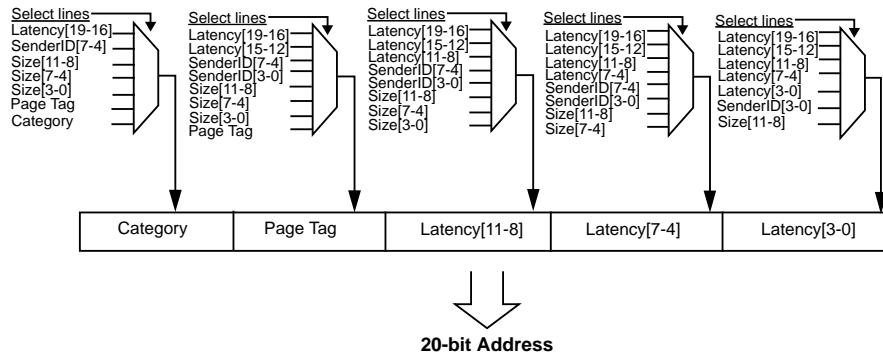 Select lines
Latency[19-16]
SenderID[7-4]
Size[11-8]
Size[7-4]
Size[3-0]
Page Tag
Category
Select lines
Latency[19-16]
Latency[15-12]
SenderID[7-4]
SenderID[3-0]
Size[11-8]
Size[7-4]
Size[3-0]
Page Tag
Select lines
Latency[19-16]
Latency[15-12]
Latency[11-8]
SenderID[7-4]
SenderID[3-0]
Size[11-8]
Size[7-4]
Size[3-0]
Select lines
Latency[19-16]
Latency[15-12]
Latency[11-8]
Latency[7-4]
SenderID[7-4]
SenderID[3-0]
Size[11-8]
Size[7-4]
Select lines
Latency[19-16]
Latency[15-12]
Latency[11-8]
Latency[7-4]
Latency[3-0]
SenderID[3-0]
Size[11-8]
Category
Page Tag
Latency[11-8]
Latency[7-4]
Latency[3-0]
20-bit Address